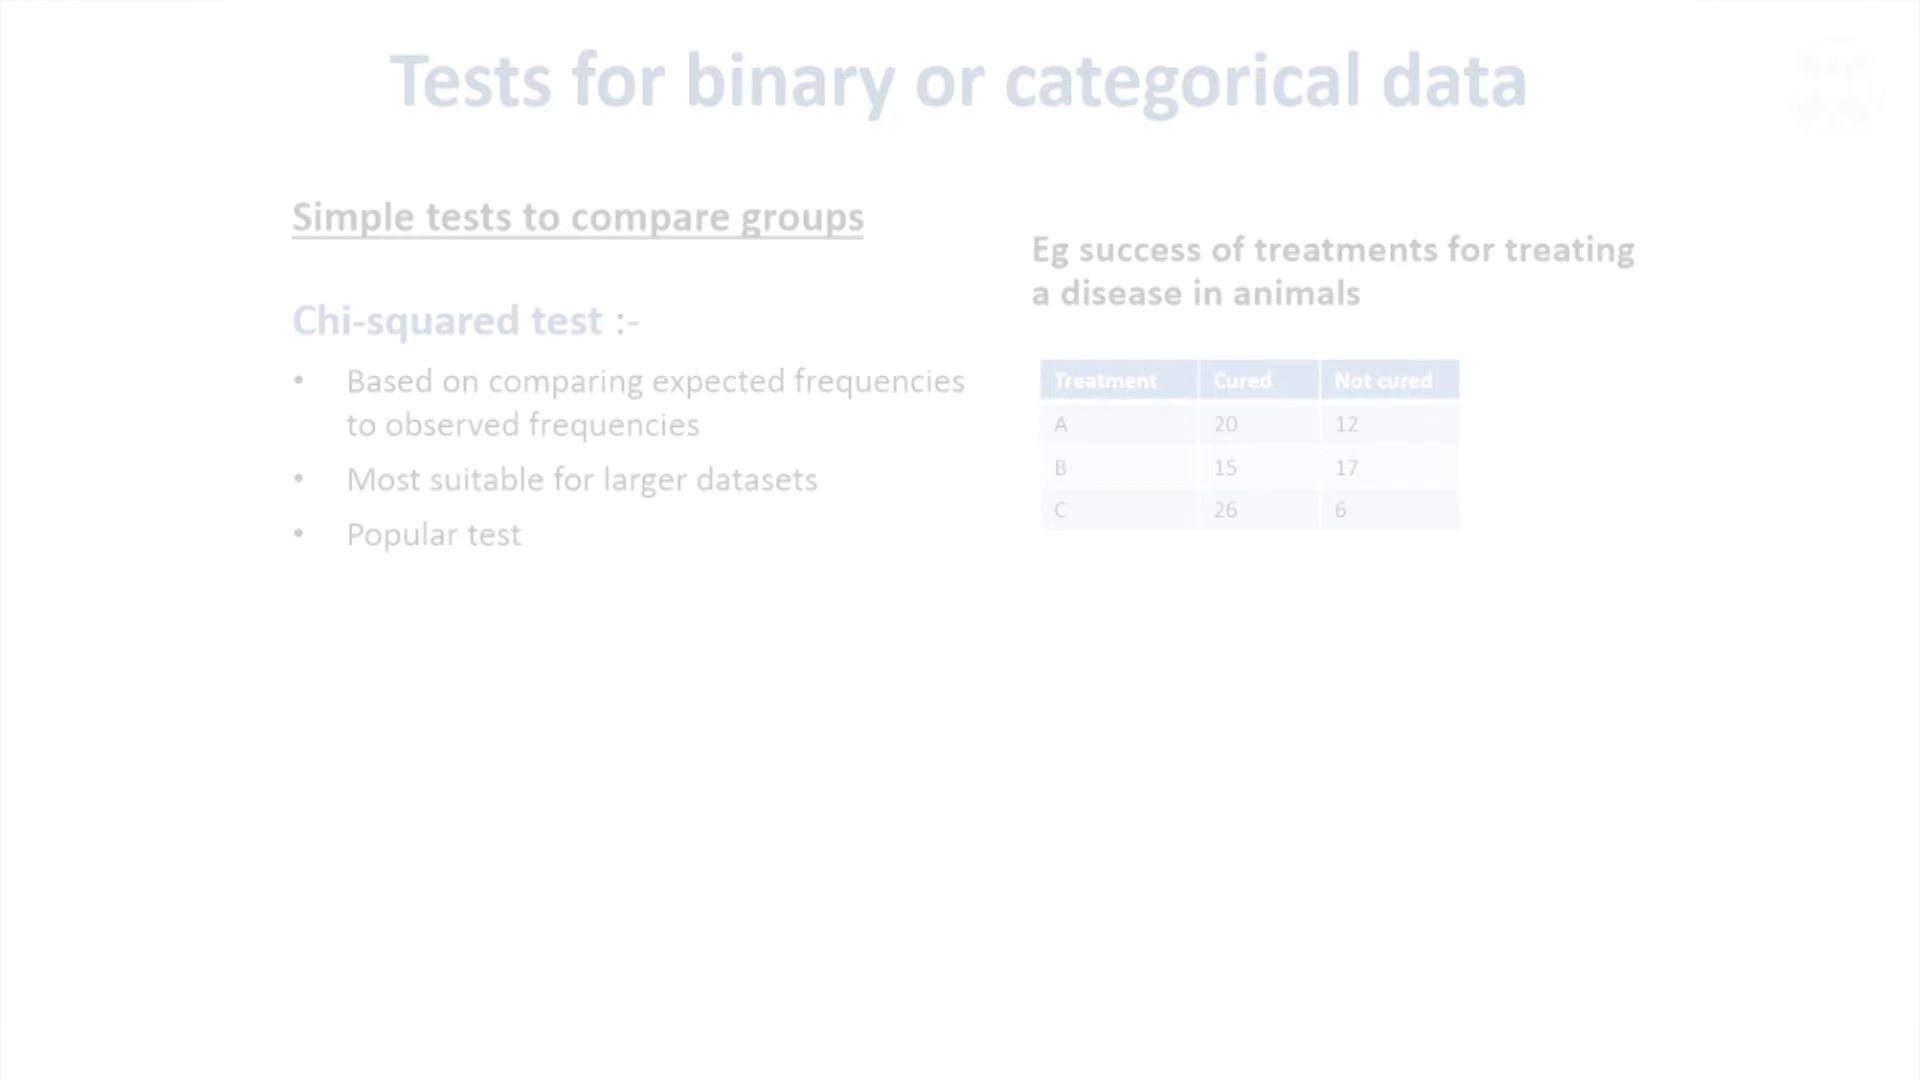 Tests for binary or categorical data
Simple tests to compare groups
Chi-squared test :-
• Based on comparing expected frequencies
to observed frequencies
• Most suitable for larger datasets
• Popular test
Eg success of treatments for treating
a disease in animals
Treatment Cured Not cured
A 20 12
B 15 17
C 26 6